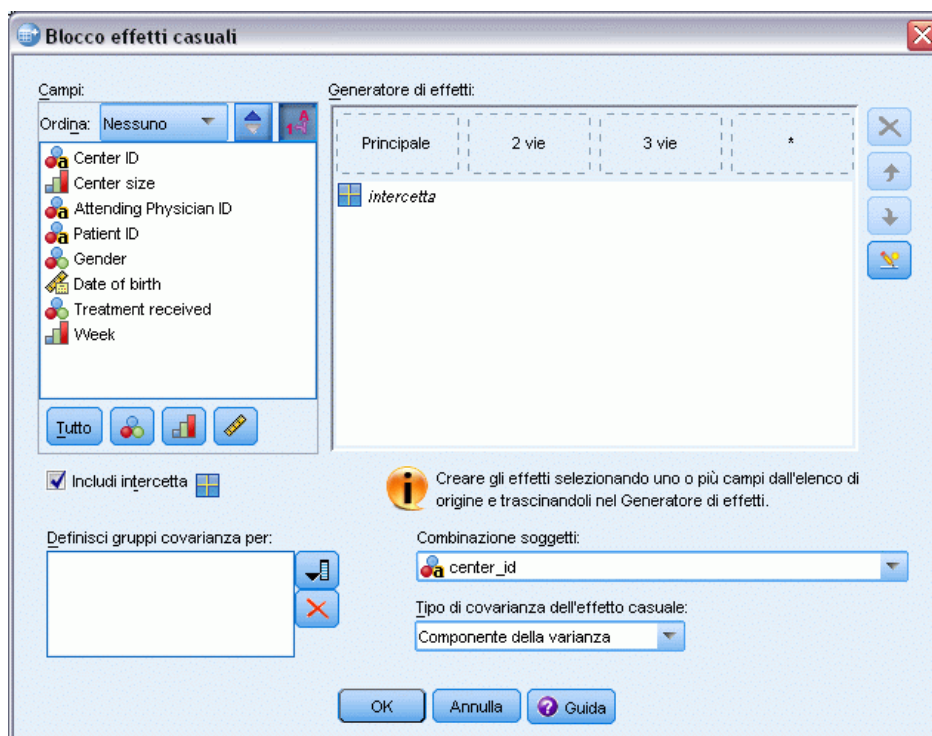 Blocco effetti casuali
Campi:
Ordina: Nessuno
Center ID
Center size
Attending Physician ID
Patient ID
Gender
Date of birth
Treatment received
Week
Tutto
Includi intercetta
Generatore di effetti:
Principale
2 vie
3 vie
*
intercetta
Creare gli effetti selezionando uno o più campi dall'elenco di
origine e trascinandoli nel Generatore di effetti.
Definisci gruppi covarianza per:
Combinazione soggetti:
center_id
Tipo di covarianza dell'effetto casuale:
Componente della varianza
OK
Annulla
Guida